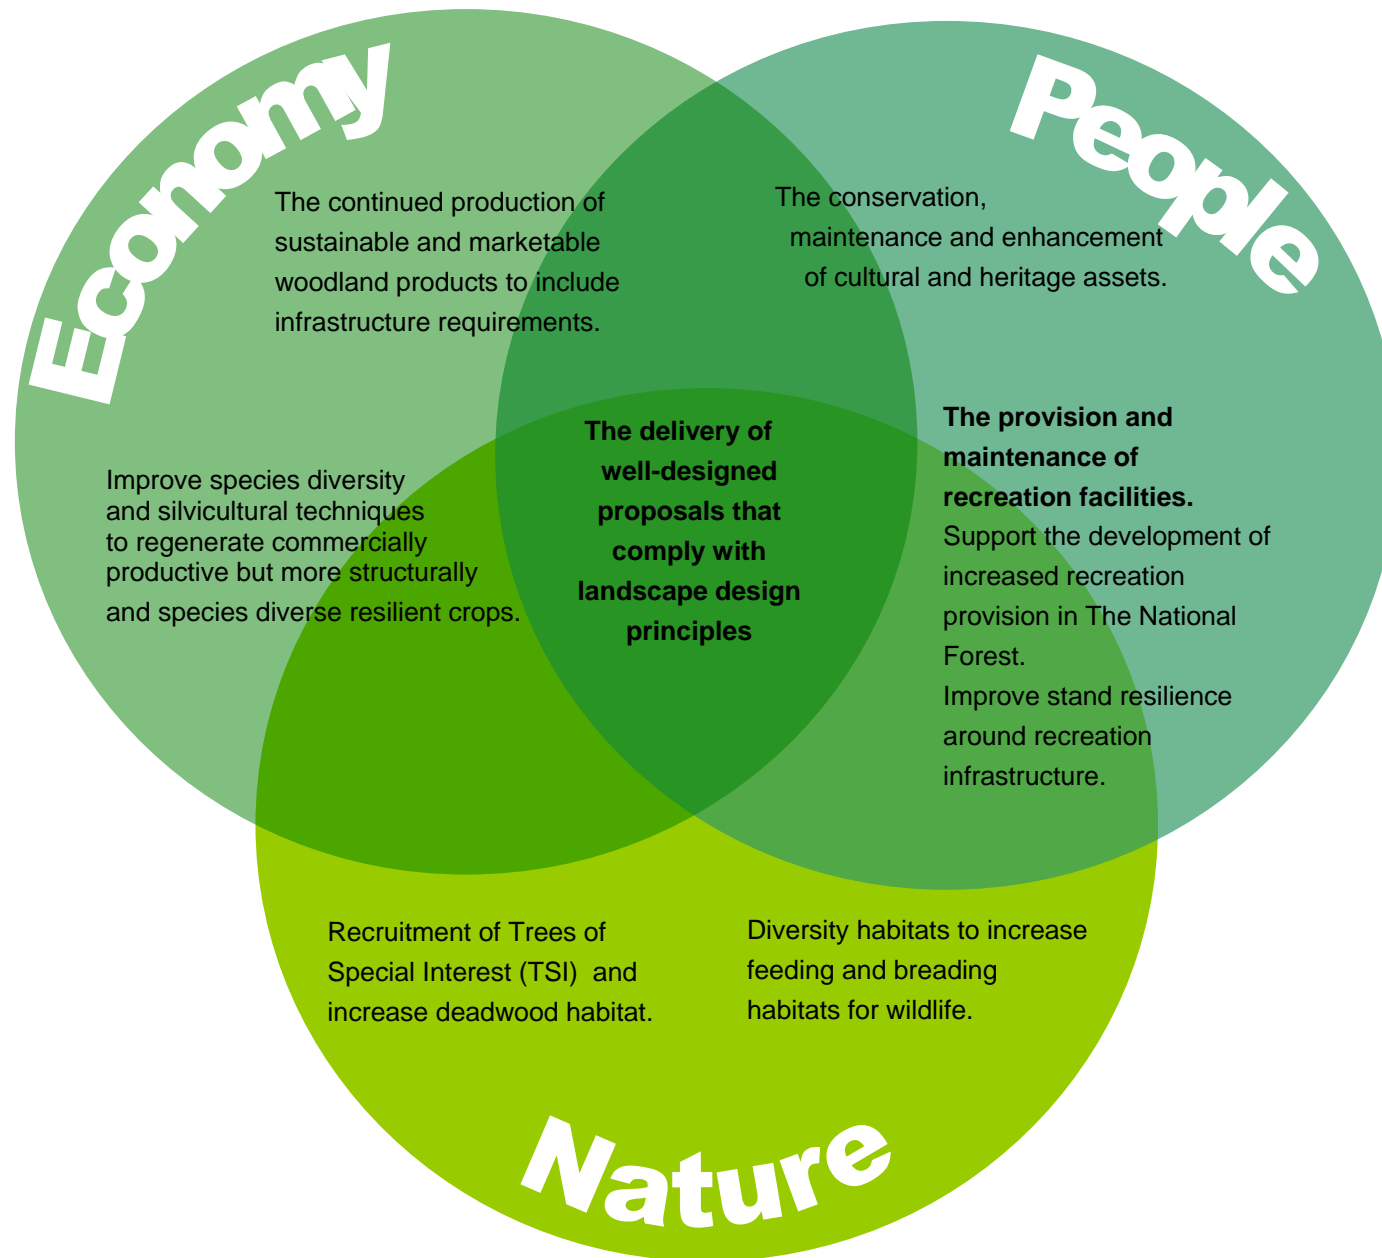 Economy
People
The continued production of
sustainable and marketable
woodland products to include
infrastructure requirements.
The conservation,
maintenance and enhancement
of cultural and heritage assets.
Improve species diversity
and silvicultural techniques
to regenerate commercially
productive but more structurally
and species diverse resilient crops.
The delivery of
well-designed
proposals that
comply with
landscape design
principles
The provision and
maintenance of
recreation facilities.
Support the development of
increased recreation
provision in The National
Forest.
Improve stand resilience
around recreation
infrastructure.
Recruitment of Trees of
Special Interest (TSI)  and
increase deadwood habitat.
Diversity habitats to increase
feeding and breading
habitats for wildlife.
Nature